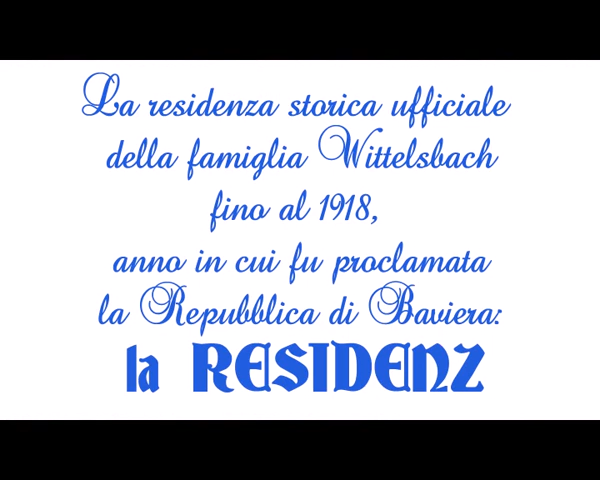 La residenza storica ufficiale
della famiglia Wittelsbach
fino al 1918,
anno in cui fu proclamata
la Repubblica di Baviera:
la RESIDENZ